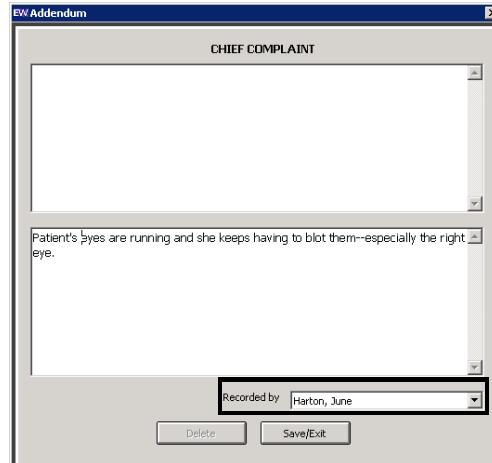 EW Addendum
CHIEF COMPLAINT
Patient's eyes are running and she keeps having to blot them--especially the right
eye.
Recorded by Harton, June
Delete Save/Exit